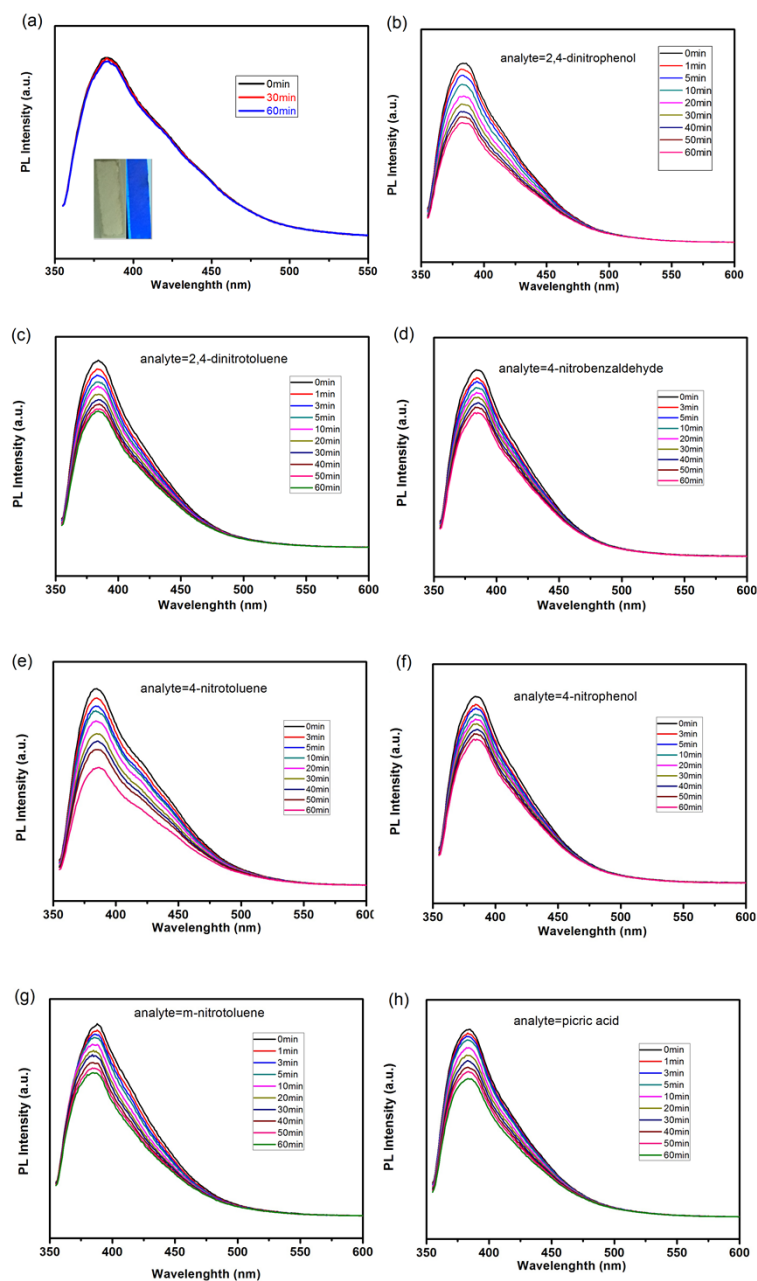 (a)
PL Intensity (a.u.)
0min
30min
60min
350 400 450 500 550
Wavelenghth (nm)
(b)
analyte=2,4-dinitrophenol
PL Intensity (a.u.)
0min
1min
5min
10min
20min
30min
40min
50min
60min
350 400 450 500 550 600
Wavelenghth (nm)
(c)
analyte=2,4-dinitrotoluene
PL Intensity (a.u.)
0min
1min
3min
5min
10min
20min
30min
40min
50min
60min
350 400 450 500 550 600
Wavelenghth (nm)
(d)
analyte=4-nitrobenzaldehyde
PL Intensity (a.u.)
0min
3min
5min
10min
20min
30min
40min
50min
60min
350 400 450 500 550 600
Wavelenghth (nm)
(e)
analyte=4-nitrotoluene
PL Intensity (a.u.)
0min
3min
5min
10min
20min
30min
40min
50min
60min
350 400 450 500 550 600
Wavelenghth (nm)
(f)
analyte=4-nitrophenol
PL Intensity (a.u.)
0min
3min
5min
10min
20min
30min
40min
50min
60min
350 400 450 500 550 600
Wavelenghth (nm)
(g)
analyte=m-nitrotoluene
PL Intensity (a.u.)
0min
1min
3min
5min
10min
20min
30min
40min
50min
60min
350 400 450 500 550 600
Wavelenghth (nm)
(h)
analyte=picric acid
PL Intensity (a.u.)
0min
1min
3min
5min
10min
20min
30min
40min
50min
60min
350 400 450 500 550 600
Wavelenghth (nm)